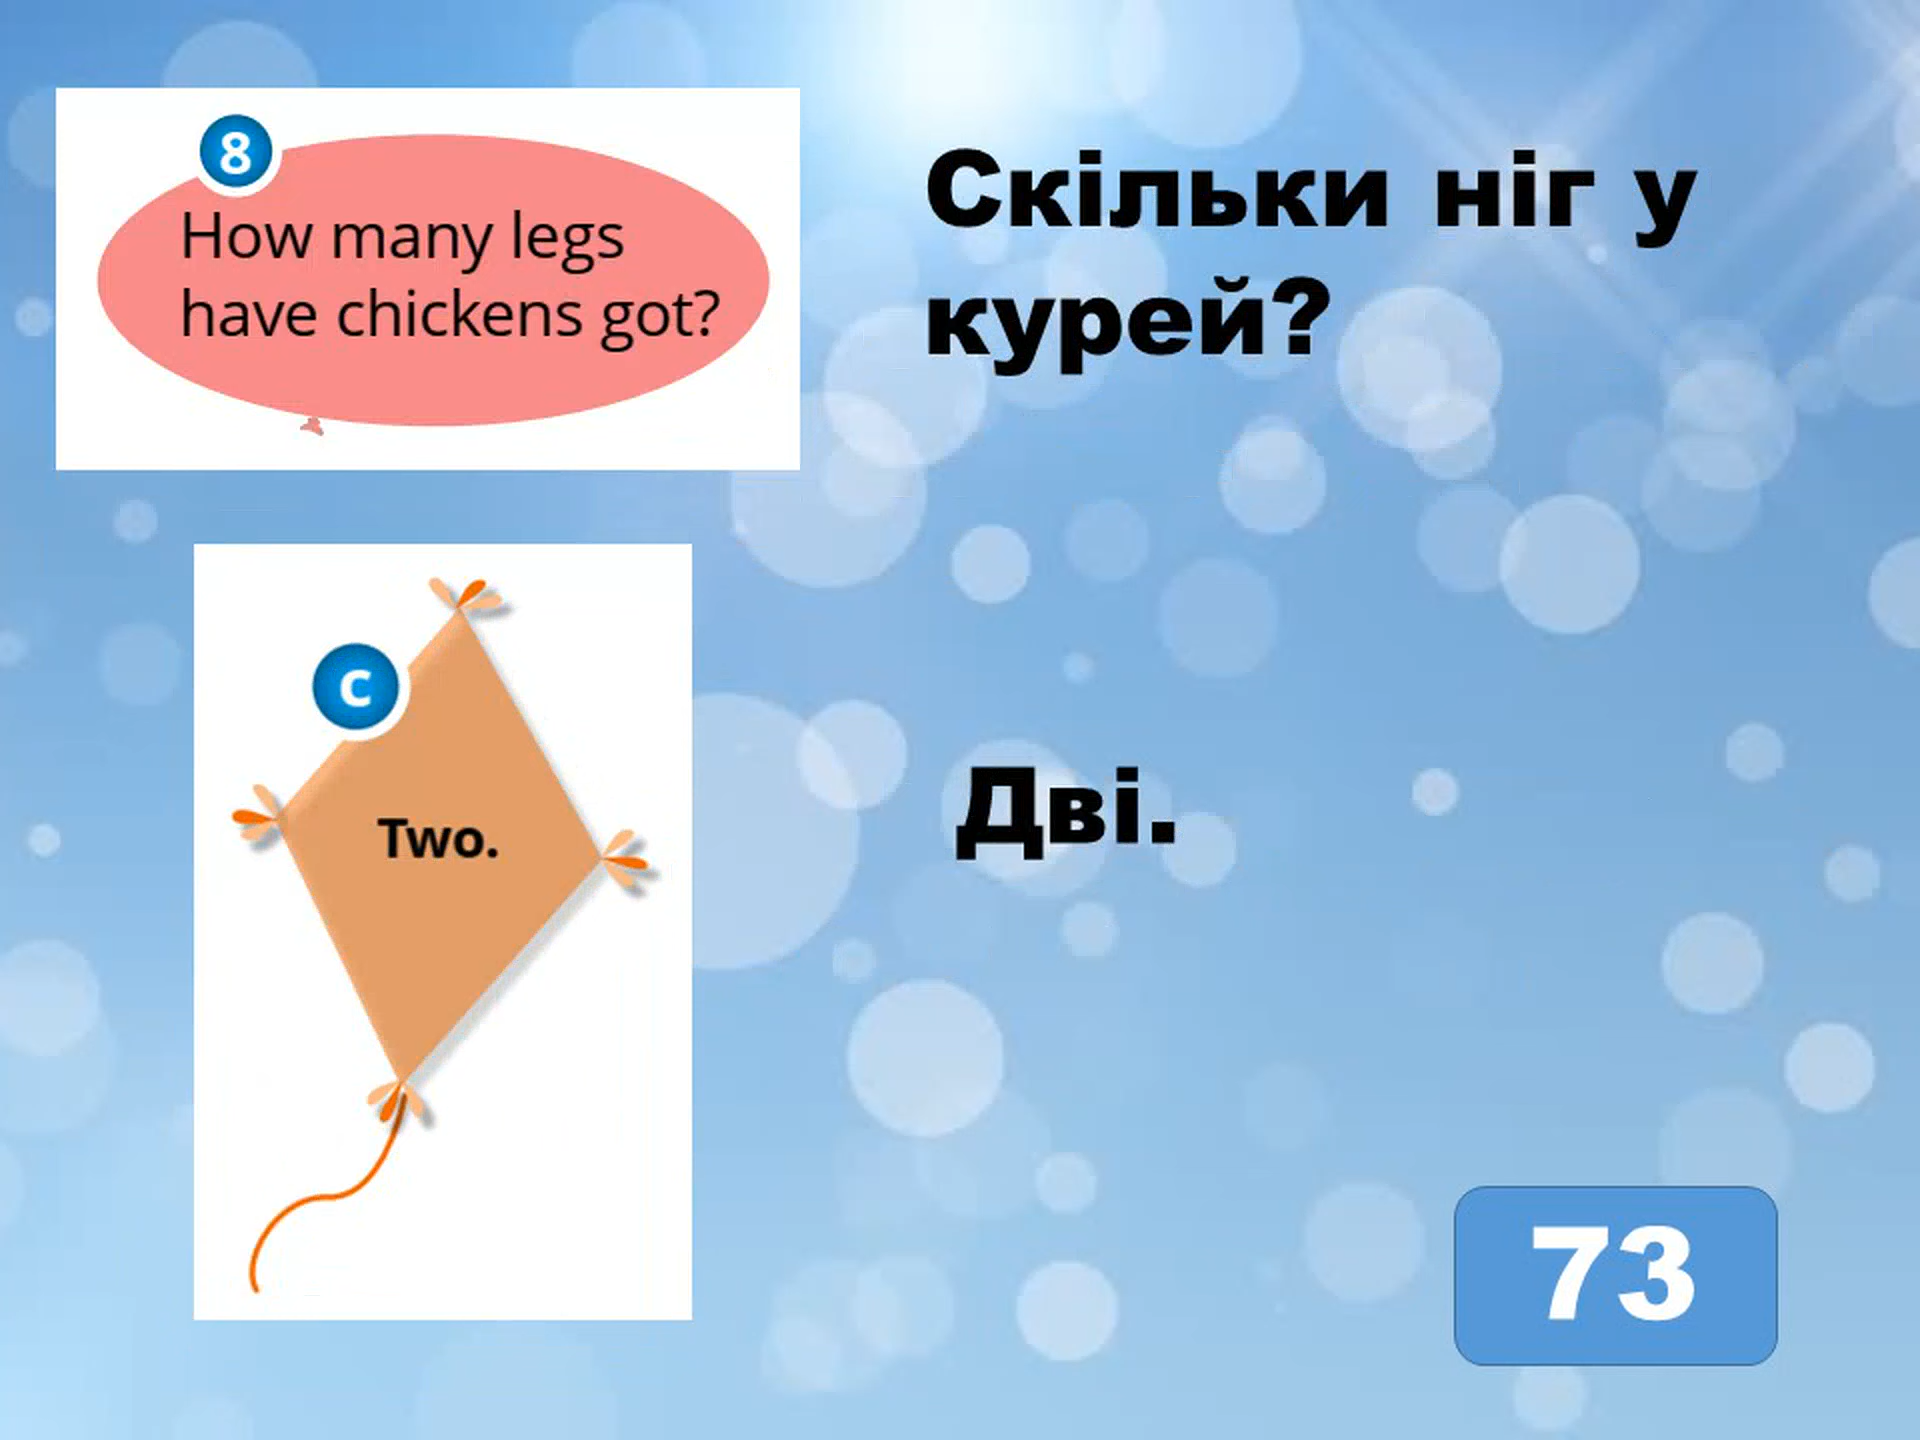 8
How many legs
have chickens got?
Скільки ніг у
курей?
c
Two.
Дві.
73